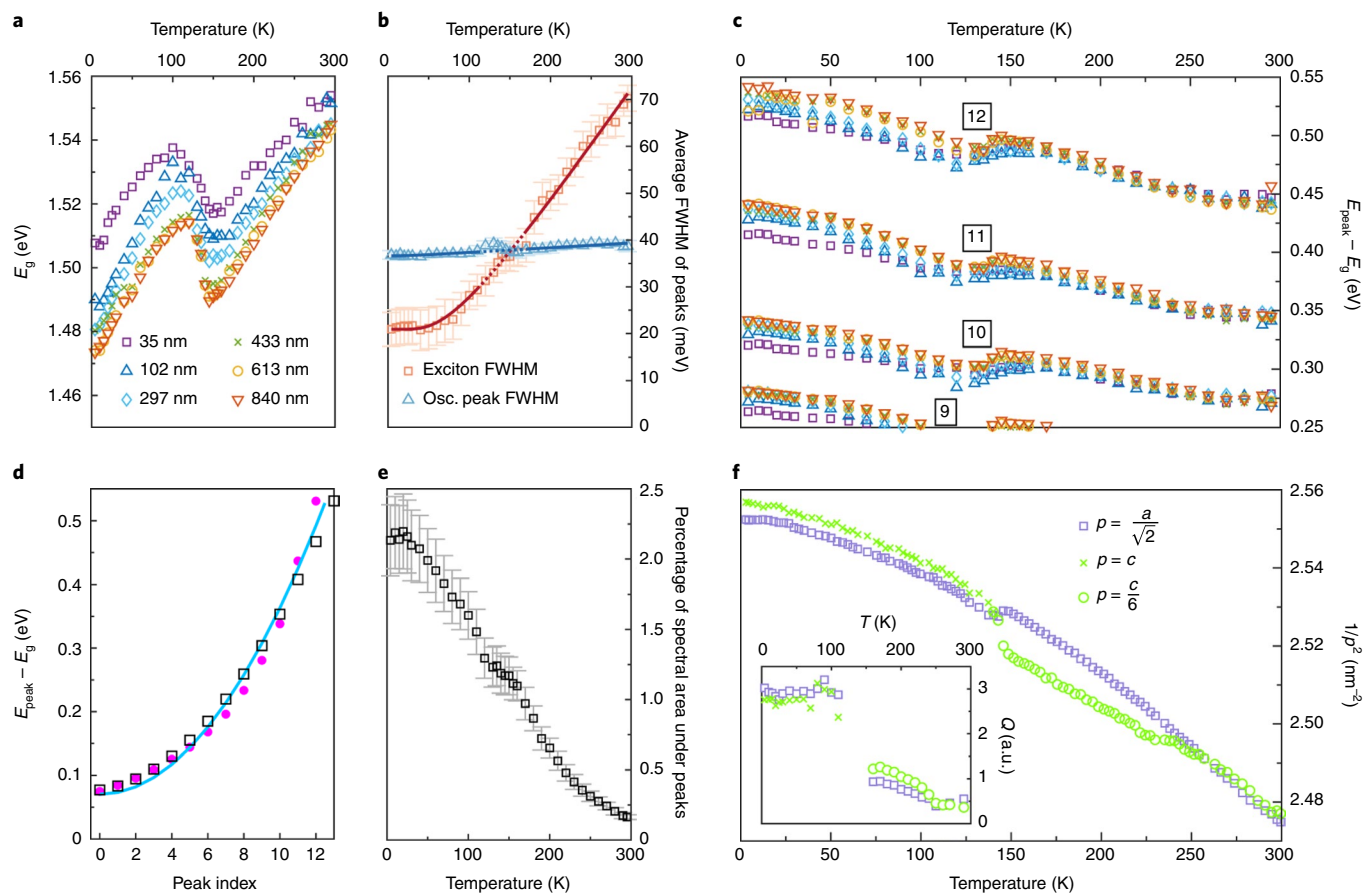 a
Temperature (K)
0 100 200 300
1.56
1.54
1.52
1.50
1.48
1.46
E_g (eV)
35 nm
102 nm
297 nm
433 nm
613 nm
840 nm
b
Temperature (K)
0 100 200 300
70
60
50
40
30
20
10
0
Average FWHM of peaks (meV)
Exciton FWHM
Osc. peak FWHM
c
Temperature (K)
0 50 100 150 200 250 300
0.55
0.50
0.45
0.40
0.35
0.30
0.25
E_peak − E_g (eV)
12
11
10
9
d
0.5
0.4
0.3
0.2
0.1
0
E_peak − E_g (eV)
0 2 4 6 8 10 12
Peak index
e
2.5
2.0
1.5
1.0
0.5
0
Percentage of spectral area under peaks
0 100 200 300
Temperature (K)
f
2.56
2.54
2.52
2.50
2.48
1/p² (nm⁻²)
p = a/√2
p = c
p = c/6
T (K)
0 100 200 300
3
2
1
0
Q (a.u.)
0 50 100 150 200 250 300
Temperature (K)